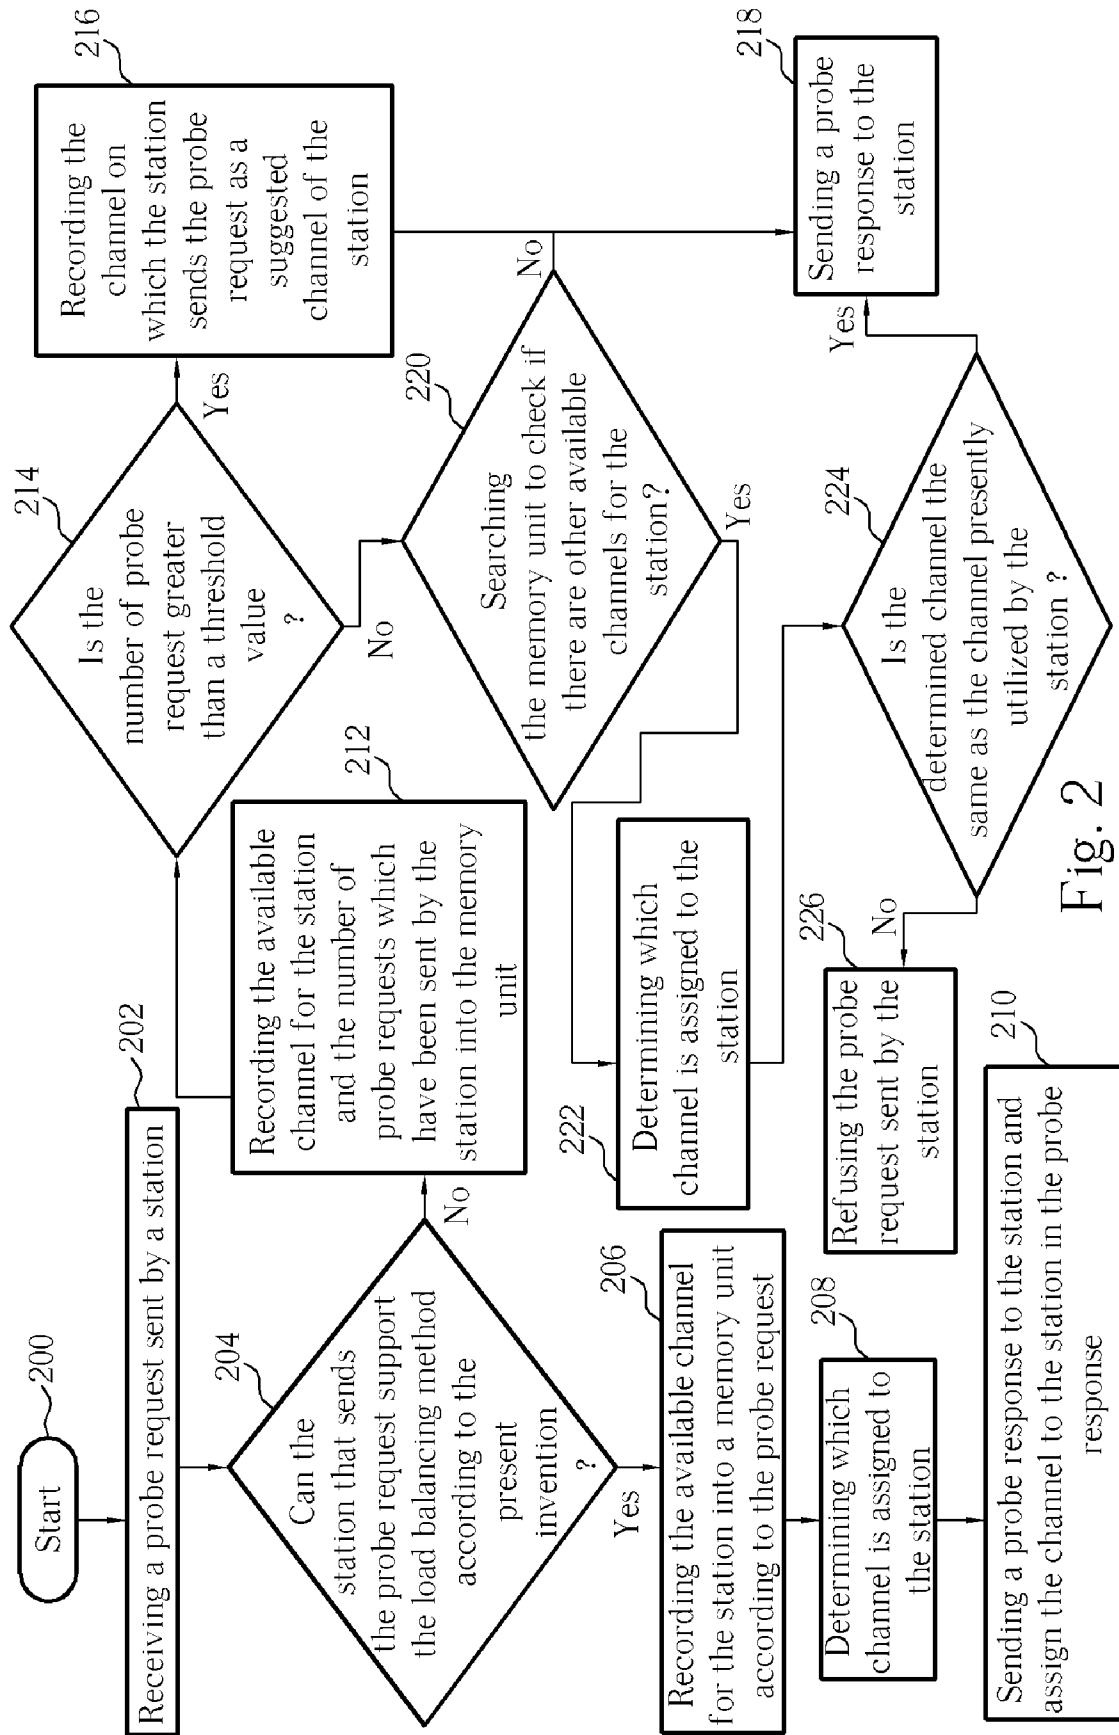 Start
200
Receiving a probe request sent by a station
202
Can the
station that sends
the probe request support
the load balancing method
according to the
present
invention
?
204
Yes
No
Recording the available channel
for the station into a memory unit
according to the probe request
206
Determining which
channel is assigned to
the station
208
Sending a probe response to the station and
assign the channel to the station in the probe
response
210
Recording the available
channel for the station
and the number of
probe requests which
have been sent by the
station into the memory
unit
212
Is the
number of probe
request greater
than a threshold
value
?
214
Yes
No
Recording the
channel on
which the station
sends the probe
request as a
suggested
channel of the
station
216
Searching
the memory unit to check if
there are other available
channels for the
station?
220
No
Yes
Determining which
channel is assigned to the
station
222
Is the
determined channel the
same as the channel presently
utilized by the
station ?
224
Yes
No
Sending a probe
response to the
station
218
Refusing the probe
request sent by the
station
226
Fig. 2